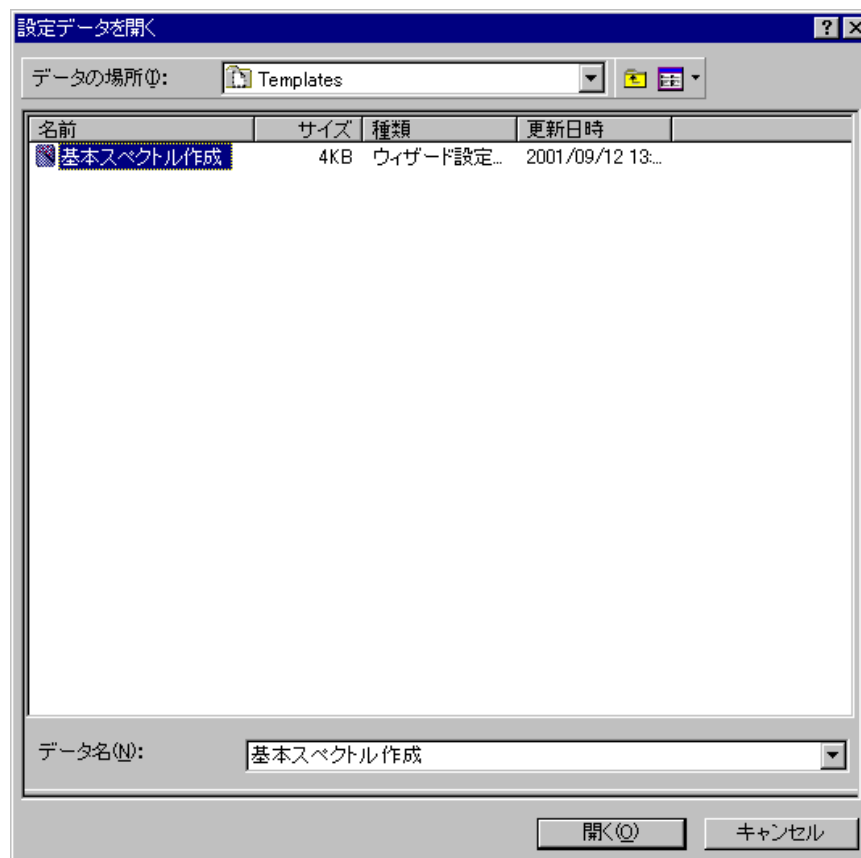 設定データを開く
データの場所(I): Templates
名前 サイズ 種類 更新日時
基本スペクトル作成 4KB ウィザード設定... 2001/09/12 13:...
データ名(N): 基本スペクトル作成
開く(O) キャンセル